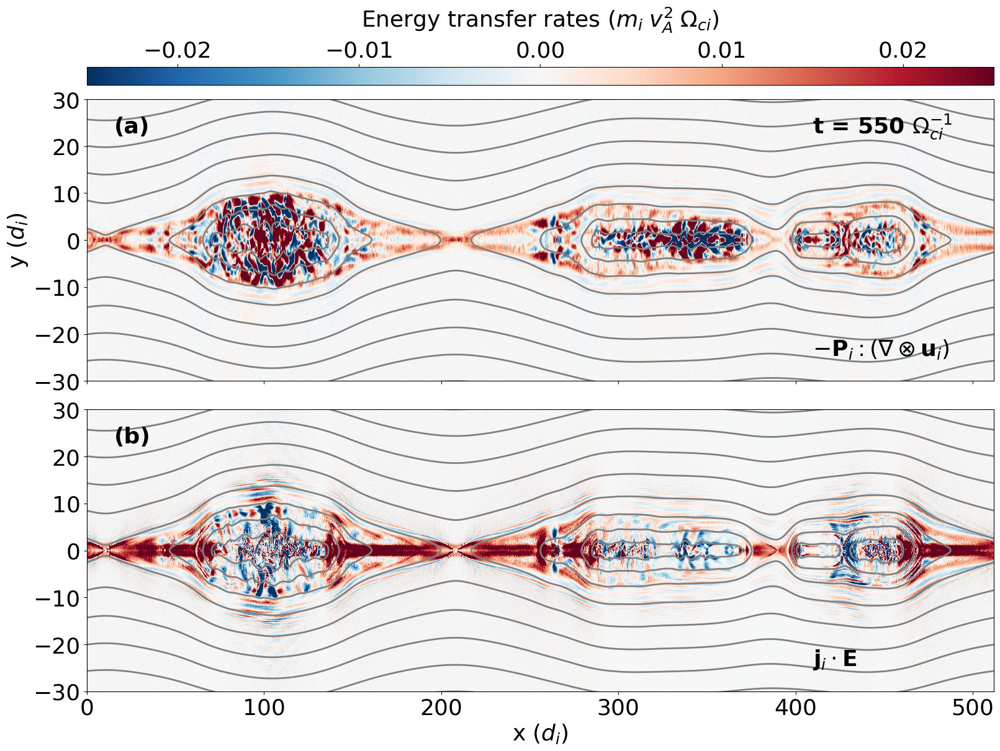 Energy transfer rates (m_i v_A^2 Ω_ci)
−0.02 −0.01 0.00 0.01 0.02
30
(a) t = 550 Ω_ci^−1
20
10
0
y (d_i)
−10
−20
−P_i : (∇ ⊗ u_i)
−30
30
(b)
20
10
0
−10
−20
j_i · E
−30
0 100 200 300 400 500
x (d_i)